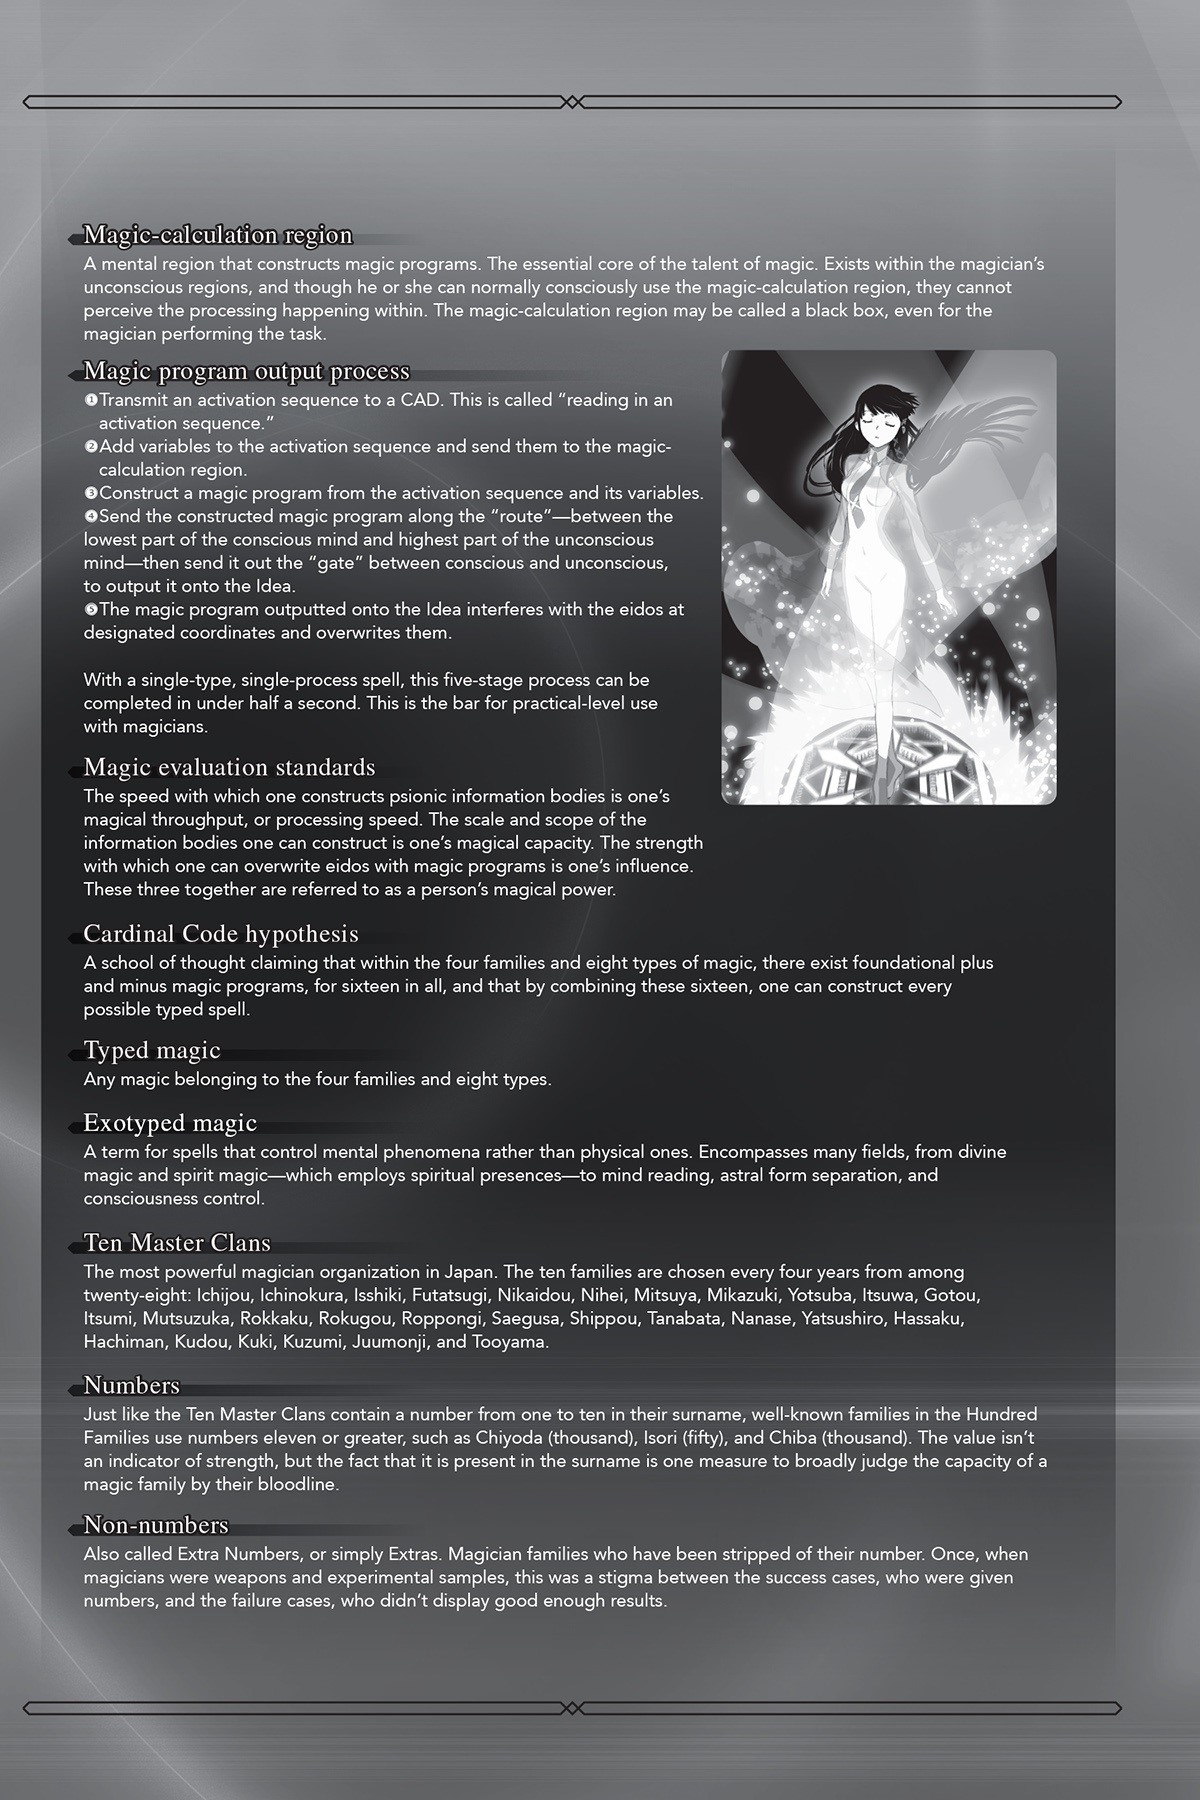 Magic-calculation region
A mental region that constructs magic programs. The essential core of the talent of magic. Exists within the magician’s
unconscious regions, and though he or she can normally consciously use the magic-calculation region, they cannot
perceive the processing happening within. The magic-calculation region may be called a black box, even for the
magician performing the task.
Magic program output process
❶Transmit an activation sequence to a CAD. This is called “reading in an
activation sequence.”
❷Add variables to the activation sequence and send them to the magic-
calculation region.
❸Construct a magic program from the activation sequence and its variables.
❹Send the constructed magic program along the “route”—between the
lowest part of the conscious mind and highest part of the unconscious
mind—then send it out the “gate” between conscious and unconscious,
to output it onto the Idea.
❺The magic program outputted onto the Idea interferes with the eidos at
designated coordinates and overwrites them.
With a single-type, single-process spell, this five-stage process can be
completed in under half a second. This is the bar for practical-level use
with magicians.
Magic evaluation standards
The speed with which one constructs psionic information bodies is one’s
magical throughput, or processing speed. The scale and scope of the
information bodies one can construct is one’s magical capacity. The strength
with which one can overwrite eidos with magic programs is one’s influence.
These three together are referred to as a person’s magical power.
Cardinal Code hypothesis
A school of thought claiming that within the four families and eight types of magic, there exist foundational plus
and minus magic programs, for sixteen in all, and that by combining these sixteen, one can construct every
possible typed spell.
Typed magic
Any magic belonging to the four families and eight types.
Exotyped magic
A term for spells that control mental phenomena rather than physical ones. Encompasses many fields, from divine
magic and spirit magic—which employs spiritual presences—to mind reading, astral form separation, and
consciousness control.
Ten Master Clans
The most powerful magician organization in Japan. The ten families are chosen every four years from among
twenty-eight: Ichijou, Ichinokura, Isshiki, Futatsugi, Nikaidou, Nihei, Mitsuya, Mikazuki, Yotsuba, Itsuwa, Gotou,
Itsumi, Mutsuzuka, Rokkaku, Rokugou, Roppongi, Saegusa, Shippou, Tanabata, Nanase, Yatsushiro, Hassaku,
Hachiman, Kudou, Kuki, Kuzumi, Juumonji, and Tooyama.
Numbers
Just like the Ten Master Clans contain a number from one to ten in their surname, well-known families in the Hundred
Families use numbers eleven or greater, such as Chiyoda (thousand), Isori (fifty), and Chiba (thousand). The value isn’t
an indicator of strength, but the fact that it is present in the surname is one measure to broadly judge the capacity of a
magic family by their bloodline.
Non-numbers
Also called Extra Numbers, or simply Extras. Magician families who have been stripped of their number. Once, when
magicians were weapons and experimental samples, this was a stigma between the success cases, who were given
numbers, and the failure cases, who didn’t display good enough results.